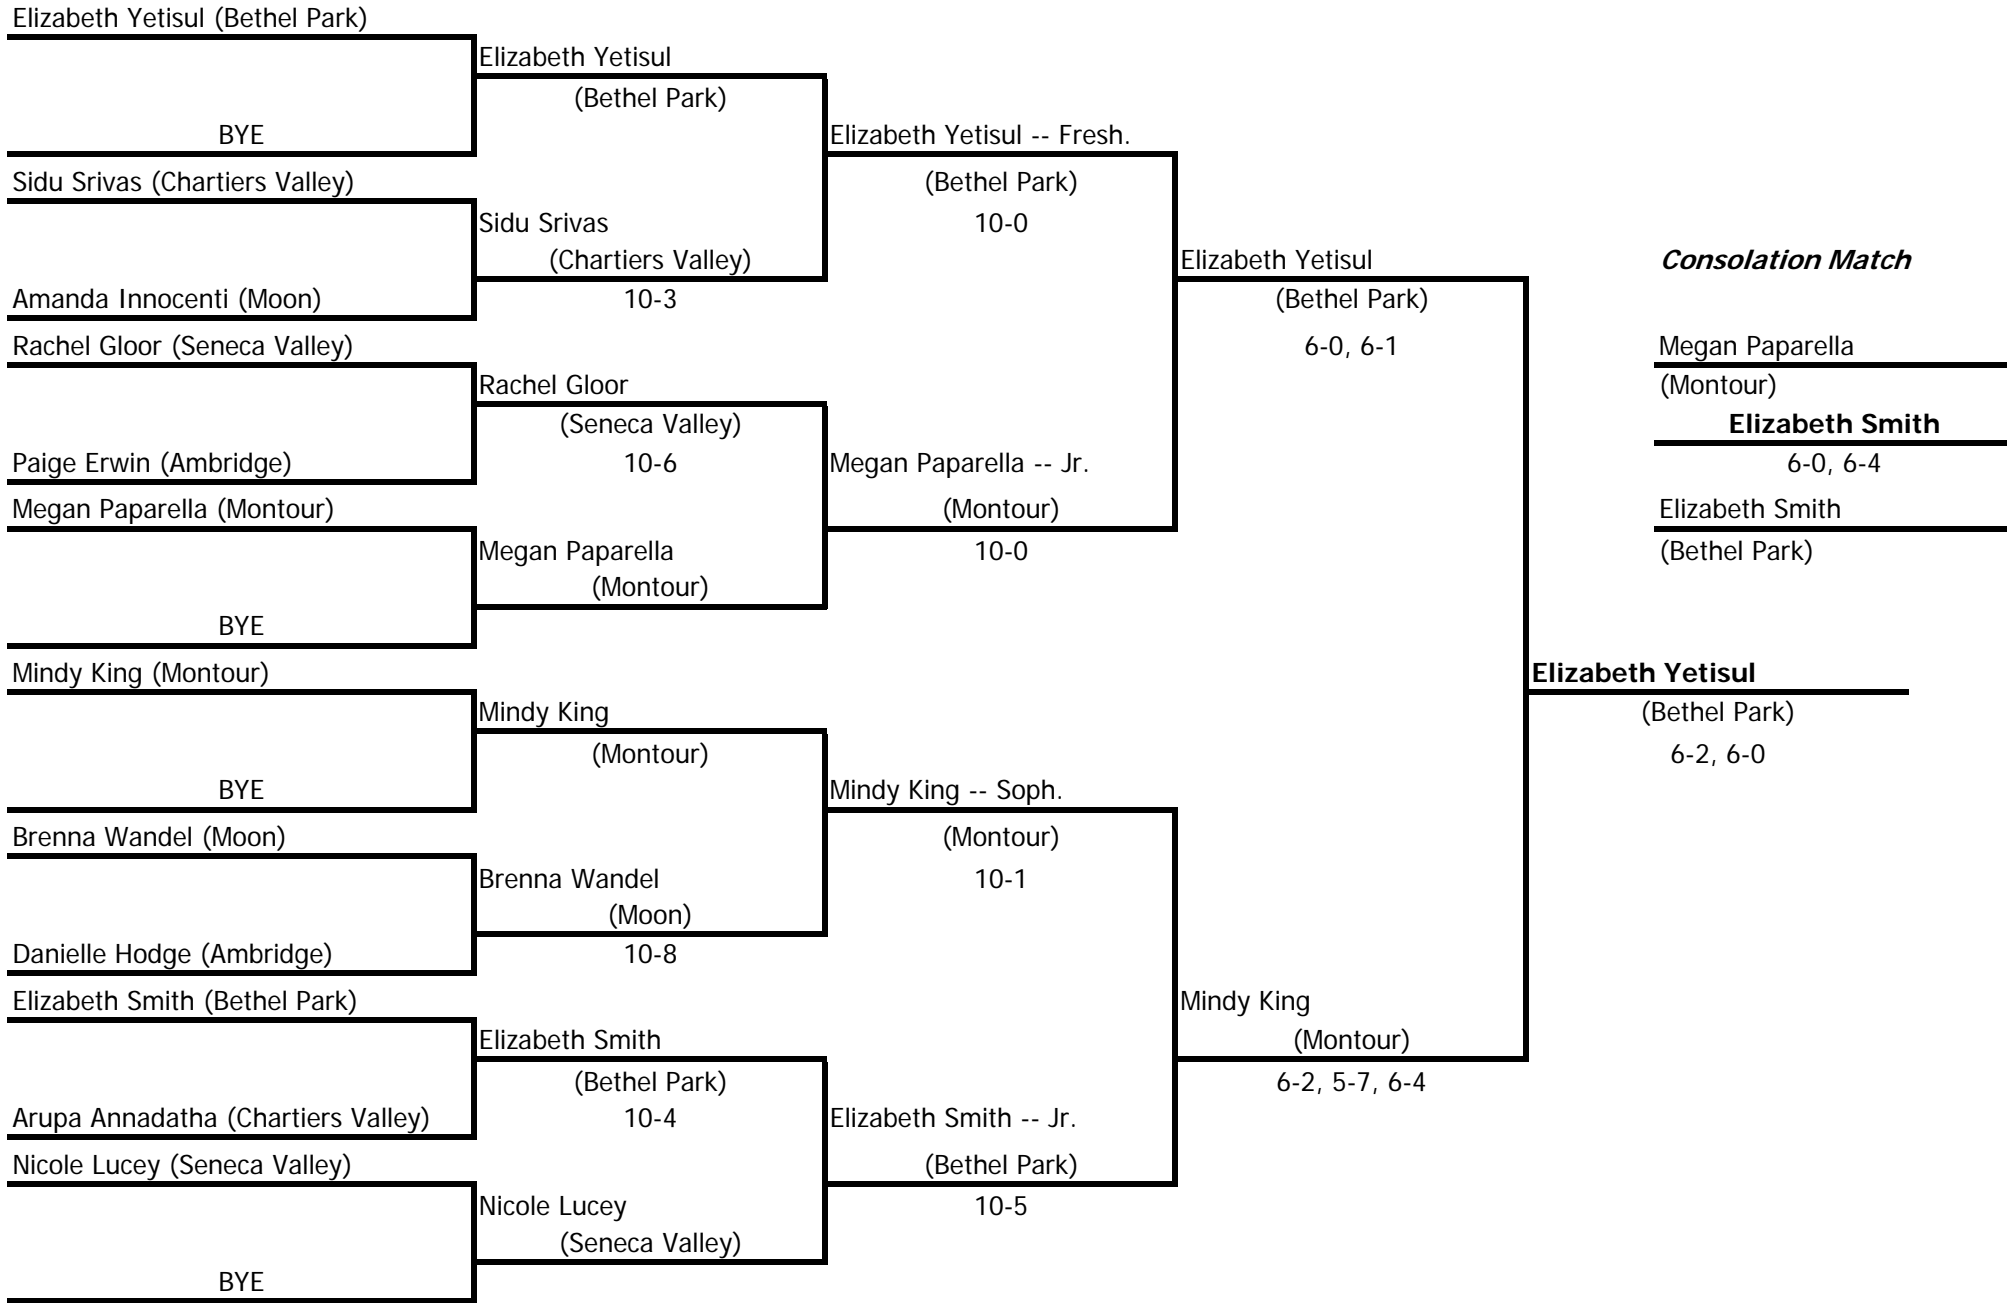 Elizabeth Yetisul (Bethel Park)
BYE
Sidu Srivas (Chartiers Valley)
Amanda Innocenti (Moon)
Rachel Gloor (Seneca Valley)
Paige Erwin (Ambridge)
Megan Paparella (Montour)
BYE
Mindy King (Montour)
BYE
Brenna Wandel (Moon)
Danielle Hodge (Ambridge)
Elizabeth Smith (Bethel Park)
Arupa Annadatha (Chartiers Valley)
Nicole Lucey (Seneca Valley)
BYE
Elizabeth Yetisul
(Bethel Park)
Sidu Srivas
(Chartiers Valley)
10-3
Rachel Gloor
(Seneca Valley)
10-6
Megan Paparella
(Montour)
Mindy King
(Montour)
Brenna Wandel
(Moon)
10-8
Elizabeth Smith
(Bethel Park)
10-4
Nicole Lucey
(Seneca Valley)
Elizabeth Yetisul -- Fresh.
(Bethel Park)
10-0
Megan Paparella -- Jr.
(Montour)
10-0
Mindy King -- Soph.
(Montour)
10-1
Elizabeth Smith -- Jr.
(Bethel Park)
10-5
Elizabeth Yetisul
(Bethel Park)
6-0, 6-1
Mindy King
(Montour)
6-2, 5-7, 6-4
Elizabeth Yetisul
(Bethel Park)
6-2, 6-0
Consolation Match
Megan Paparella
(Montour)
Elizabeth Smith
6-0, 6-4
Elizabeth Smith
(Bethel Park)